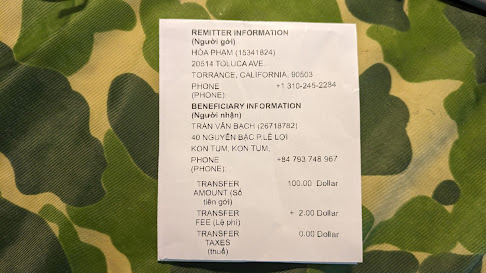 REMITTER INFORMATION
(Người gởi)
HÒA PHẠM (15341824)
20514 TOLUCA AVE.
TORRANCE, CALIFORNIA, 90503
PHONE +1 310-245-2284
(PHONE):
BENEFICIARY INFORMATION
(Người nhận)
TRAN VĂN BẠCH (26718782)
40 NGUYỄN BẶC P.LÊ LỢI
KON TUM, KON TUM,
PHONE +84 793 748 967
(PHONE):
TRANSFER 100.00 Dollar
AMOUNT (Số
tiền gởi)
TRANSFER + 2.00 Dollar
FEE (Lệ phí)
TRANSFER 0.00 Dollar
TAXES
(thuế)